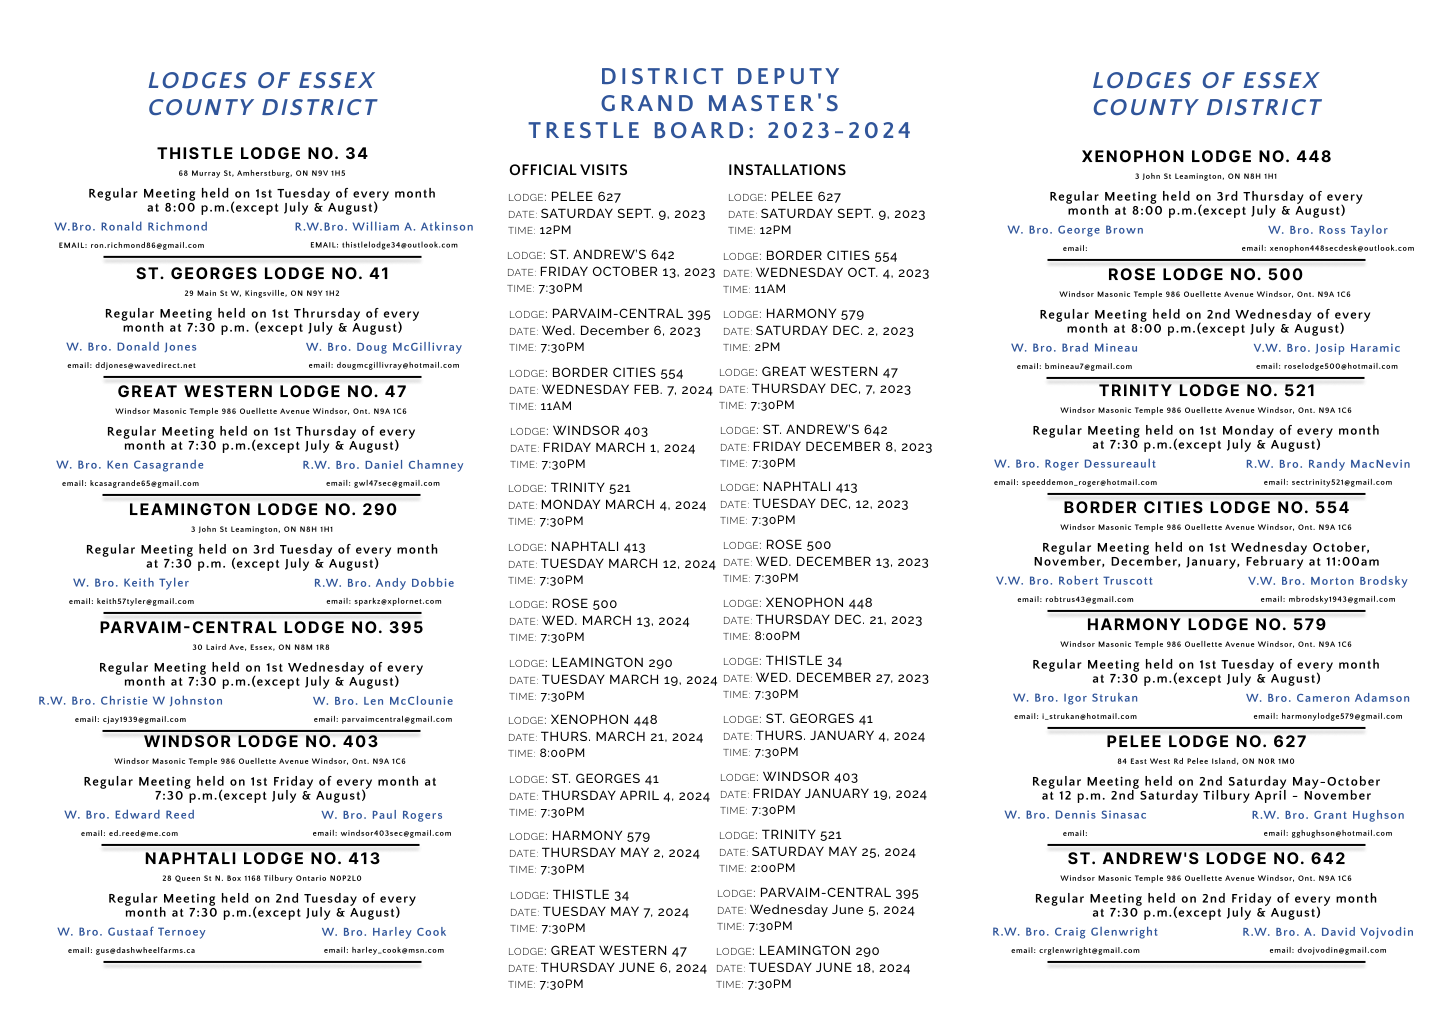 LODGES OF ESSEX
COUNTY DISTRICT
THISTLE LODGE NO. 34
68 Murray St, Amherstburg, ON N9V 1H5
Regular Meeting held on 1st Tuesday of every month
at 8:00 p.m.(except July & August)
W.Bro. Ronald Richmond R.W.Bro. William A. Atkinson
EMAIL: ron.richmond86@gmail.com EMAIL: thistlelodge34@outlook.com
ST. GEORGES LODGE NO. 41
29 Main St W, Kingsville, ON N9Y 1H2
Regular Meeting held on 1st Thrursday of every
month at 7:30 p.m. (except July & August)
W. Bro. Donald Jones W. Bro. Doug McGillivray
email: ddjones@wavedirect.net email: dougmcgillivray@hotmail.com
GREAT WESTERN LODGE NO. 47
Windsor Masonic Temple 986 Ouellette Avenue Windsor, Ont. N9A 1C6
Regular Meeting held on 1st Thursday of every
month at 7:30 p.m.(except July & August)
W. Bro. Ken Casagrande R.W. Bro. Daniel Chamney
email: kcasagrande65@gmail.com email: gwl47sec@gmail.com
LEAMINGTON LODGE NO. 290
3 John St Leamington, ON N8H 1H1
Regular Meeting held on 3rd Tuesday of every month
at 7:30 p.m. (except July & August)
W. Bro. Keith Tyler R.W. Bro. Andy Dobbie
email: keith57tyler@gmail.com email: sparkz@xplornet.com
PARVAIM-CENTRAL LODGE NO. 395
30 Laird Ave, Essex, ON N8M 1R8
Regular Meeting held on 1st Wednesday of every
month at 7:30 p.m.(except July & August)
R.W. Bro. Christie W Johnston W. Bro. Len McClounie
email: cjay1939@gmail.com email: parvaimcentral@gmail.com
WINDSOR LODGE NO. 403
Windsor Masonic Temple 986 Ouellette Avenue Windsor, Ont. N9A 1C6
Regular Meeting held on 1st Friday of every month at
7:30 p.m.(except July & August)
W. Bro. Edward Reed W. Bro. Paul Rogers
email: ed.reed@me.com email: windsor403sec@gmail.com
NAPHTALI LODGE NO. 413
28 Queen St N. Box 1168 Tilbury Ontario N0P2L0
Regular Meeting held on 2nd Tuesday of every
month at 7:30 p.m.(except July & August)
W. Bro. Gustaaf Ternoey W. Bro. Harley Cook
email: gus@dashwheelfarms.ca email: harley_cook@msn.com
DISTRICT DEPUTY
GRAND MASTER'S
TRESTLE BOARD: 2023-2024
OFFICIAL VISITS
LODGE: PELEE 627
DATE: SATURDAY SEPT. 9, 2023
TIME: 12PM
LODGE: ST. ANDREW'S 642
DATE: FRIDAY OCTOBER 13, 2023
TIME: 7:30PM
LODGE: PARVAIM-CENTRAL 395
DATE: Wed. December 6, 2023
TIME: 7:30PM
LODGE: BORDER CITIES 554
DATE: WEDNESDAY FEB. 7, 2024
TIME: 11AM
LODGE: WINDSOR 403
DATE: FRIDAY MARCH 1, 2024
TIME: 7:30PM
LODGE: TRINITY 521
DATE: MONDAY MARCH 4, 2024
TIME: 7:30PM
LODGE: NAPHTALI 413
DATE: TUESDAY MARCH 12, 2024
TIME: 7:30PM
LODGE: ROSE 500
DATE: WED. MARCH 13, 2024
TIME: 7:30PM
LODGE: LEAMINGTON 290
DATE: TUESDAY MARCH 19, 2024
TIME: 7:30PM
LODGE: XENOPHON 448
DATE: THURS. MARCH 21, 2024
TIME: 8:00PM
LODGE: ST. GEORGES 41
DATE: THURSDAY APRIL 4, 2024
TIME: 7:30PM
LODGE: HARMONY 579
DATE: THURSDAY MAY 2, 2024
TIME: 7:30PM
LODGE: THISTLE 34
DATE: TUESDAY MAY 7, 2024
TIME: 7:30PM
LODGE: GREAT WESTERN 47
DATE: THURSDAY JUNE 6, 2024
TIME: 7:30PM
INSTALLATIONS
LODGE: PELEE 627
DATE: SATURDAY SEPT. 9, 2023
TIME: 12PM
LODGE: BORDER CITIES 554
DATE: WEDNESDAY OCT. 4, 2023
TIME: 11AM
LODGE: HARMONY 579
DATE: SATURDAY DEC. 2, 2023
TIME: 2PM
LODGE: GREAT WESTERN 47
DATE: THURSDAY DEC, 7, 2023
TIME: 7:30PM
LODGE: ST. ANDREW'S 642
DATE: FRIDAY DECEMBER 8, 2023
TIME: 7:30PM
LODGE: NAPHTALI 413
DATE: TUESDAY DEC, 12, 2023
TIME: 7:30PM
LODGE: ROSE 500
DATE: WED. DECEMBER 13, 2023
TIME: 7:30PM
LODGE: XENOPHON 448
DATE: THURSDAY DEC. 21, 2023
TIME: 8:00PM
LODGE: THISTLE 34
DATE: WED. DECEMBER 27, 2023
TIME: 7:30PM
LODGE: ST. GEORGES 41
DATE: THURS. JANUARY 4, 2024
TIME: 7:30PM
LODGE: WINDSOR 403
DATE: FRIDAY JANUARY 19, 2024
TIME: 7:30PM
LODGE: TRINITY 521
DATE: SATURDAY MAY 25, 2024
TIME: 2:00PM
LODGE: PARVAIM-CENTRAL 395
DATE: Wednesday June 5, 2024
TIME: 7:30PM
LODGE: LEAMINGTON 290
DATE: TUESDAY JUNE 18, 2024
TIME: 7:30PM
LODGES OF ESSEX
COUNTY DISTRICT
XENOPHON LODGE NO. 448
3 John St Leamington, ON N8H 1H1
Regular Meeting held on 3rd Thursday of every
month at 8:00 p.m.(except July & August)
W. Bro. George Brown W. Bro. Ross Taylor
email: email: xenophon448secdesk@outlook.com
ROSE LODGE NO. 500
Windsor Masonic Temple 986 Ouellette Avenue Windsor, Ont. N9A 1C6
Regular Meeting held on 2nd Wednesday of every
month at 8:00 p.m.(except July & August)
W. Bro. Brad Mineau V.W. Bro. Josip Haramic
email: bmineau7@gmail.com email: roselodge500@hotmail.com
TRINITY LODGE NO. 521
Windsor Masonic Temple 986 Ouellette Avenue Windsor, Ont. N9A 1C6
Regular Meeting held on 1st Monday of every month
at 7:30 p.m.(except July & August)
W. Bro. Roger Dessureault R.W. Bro. Randy MacNevin
email: speeddemon_roger@hotmail.com email: sectrinity521@gmail.com
BORDER CITIES LODGE NO. 554
Windsor Masonic Temple 986 Ouellette Avenue Windsor, Ont. N9A 1C6
Regular Meeting held on 1st Wednesday October,
November, December, January, February at 11:00am
V.W. Bro. Robert Truscott V.W. Bro. Morton Brodsky
email: robtrus43@gmail.com email: mbrodsky1943@gmail.com
HARMONY LODGE NO. 579
Windsor Masonic Temple 986 Ouellette Avenue Windsor, Ont. N9A 1C6
Regular Meeting held on 1st Tuesday of every month
at 7:30 p.m.(except July & August)
W. Bro. Igor Strukan W. Bro. Cameron Adamson
email: i_strukan@hotmail.com email: harmonylodge579@gmail.com
PELEE LODGE NO. 627
84 East West Rd Pelee Island, ON N0R 1M0
Regular Meeting held on 2nd Saturday May-October
at 12 p.m. 2nd Saturday Tilbury April - November
W. Bro. Dennis Sinasac R.W. Bro. Grant Hughson
email: email: gghughson@hotmail.com
ST. ANDREW'S LODGE NO. 642
Windsor Masonic Temple 986 Ouellette Avenue Windsor, Ont. N9A 1C6
Regular Meeting held on 2nd Friday of every month
at 7:30 p.m.(except July & August)
R.W. Bro. Craig Glenwright R.W. Bro. A. David Vojvodin
email: crglenwright@gmail.com email: dvojvodin@gmail.com